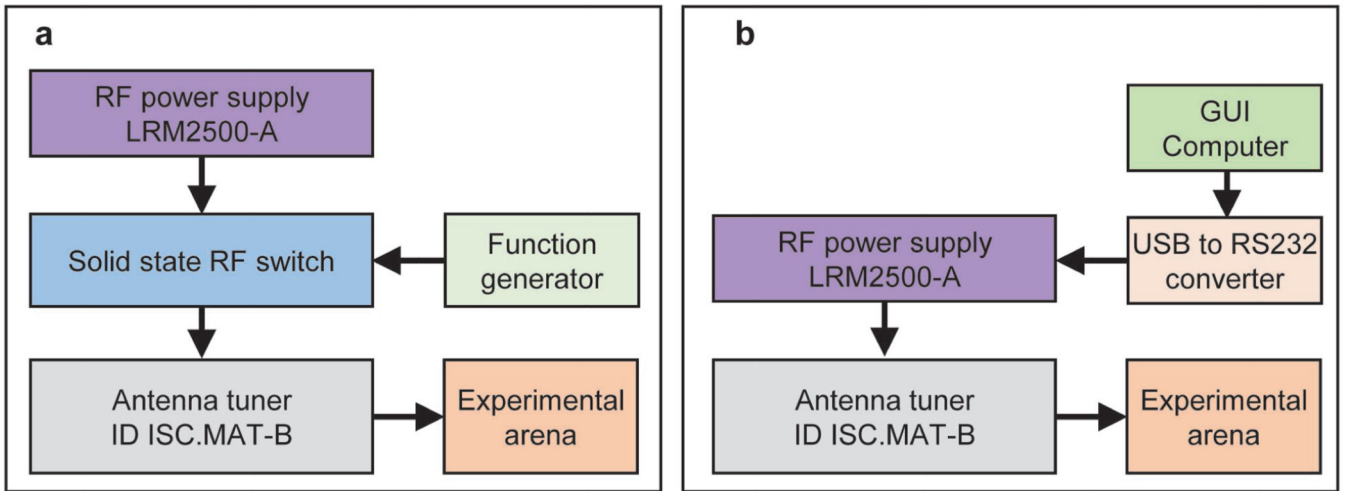 a
RF power supply
LRM2500-A
Solid state RF switch
Function
generator
Antenna tuner
ID ISC.MAT-B
Experimental
arena
b
GUI
Computer
RF power supply
LRM2500-A
USB to RS232
converter
Antenna tuner
ID ISC.MAT-B
Experimental
arena